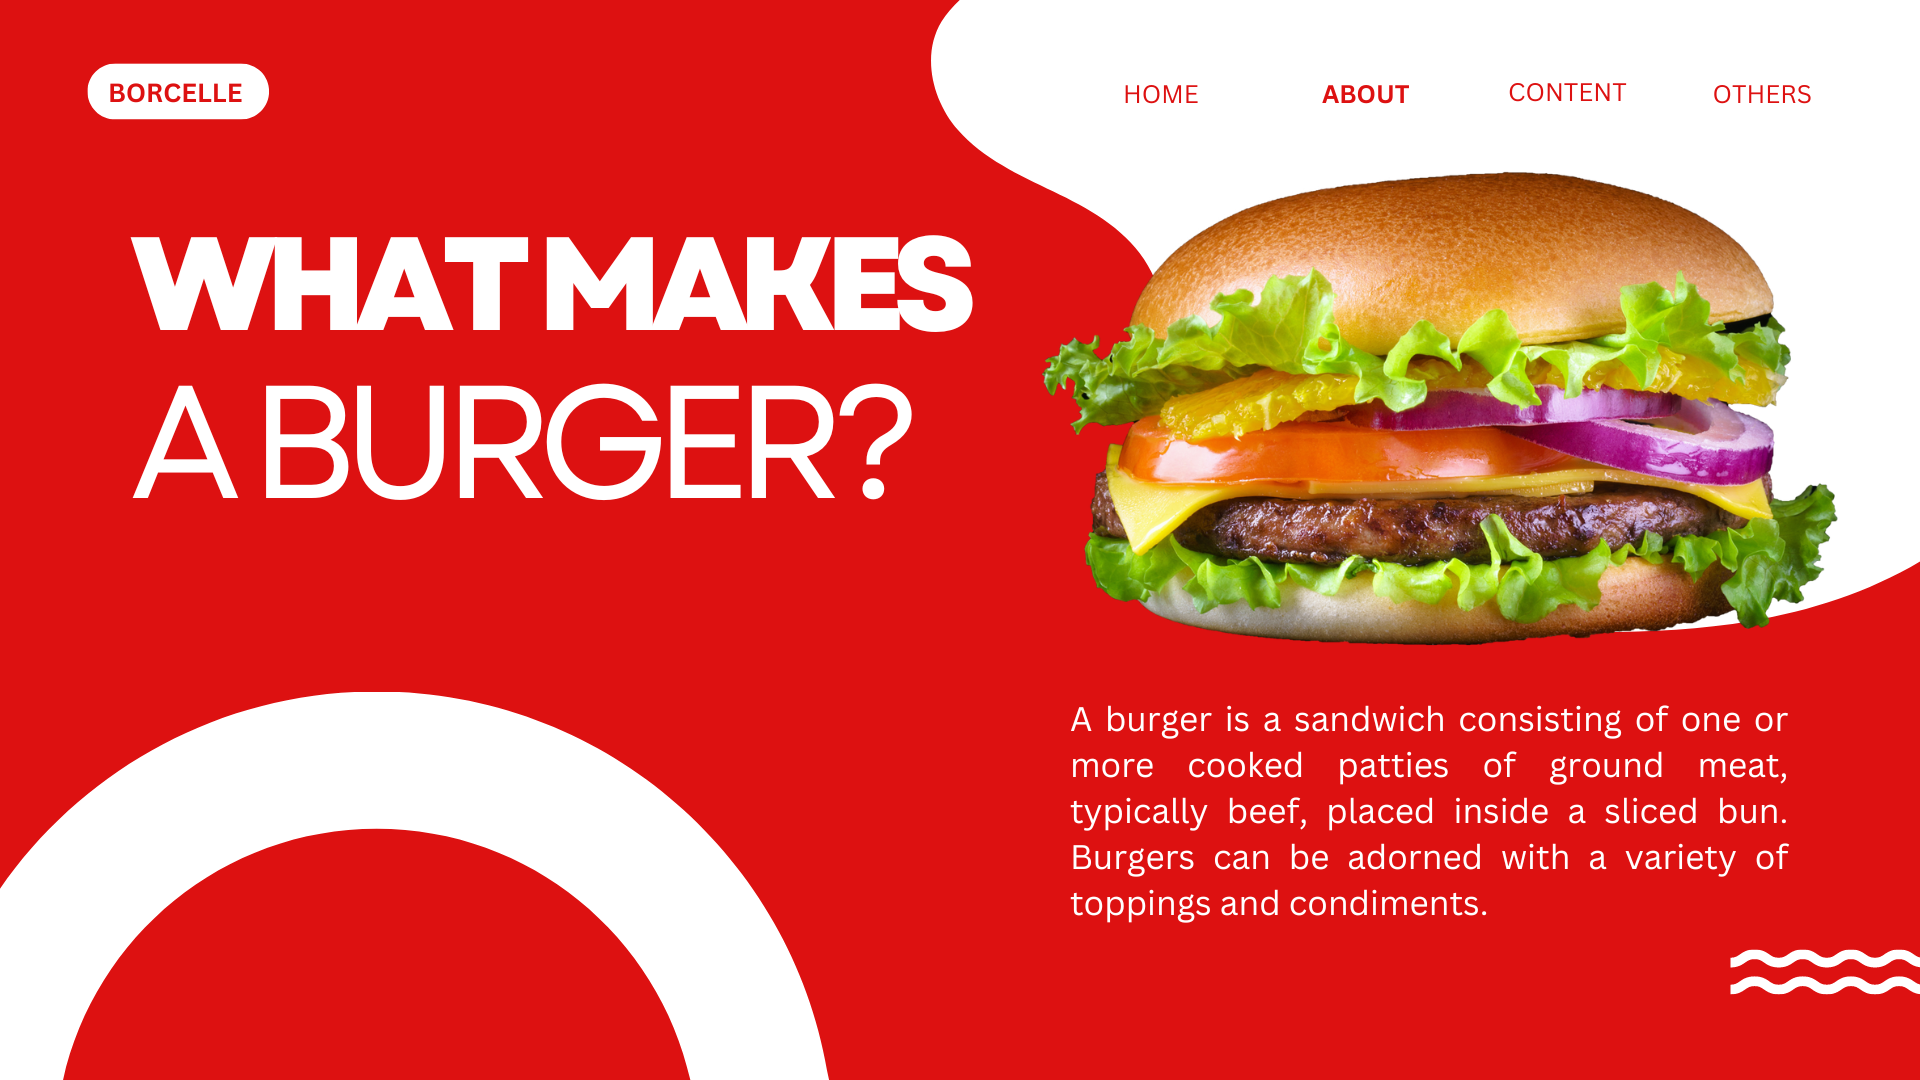 BORCELLE
HOME ABOUT CONTENT OTHERS
WHAT MAKES
A BURGER?
A burger is a sandwich consisting of one or
more cooked patties of ground meat,
typically beef, placed inside a sliced bun.
Burgers can be adorned with a variety of
toppings and condiments.